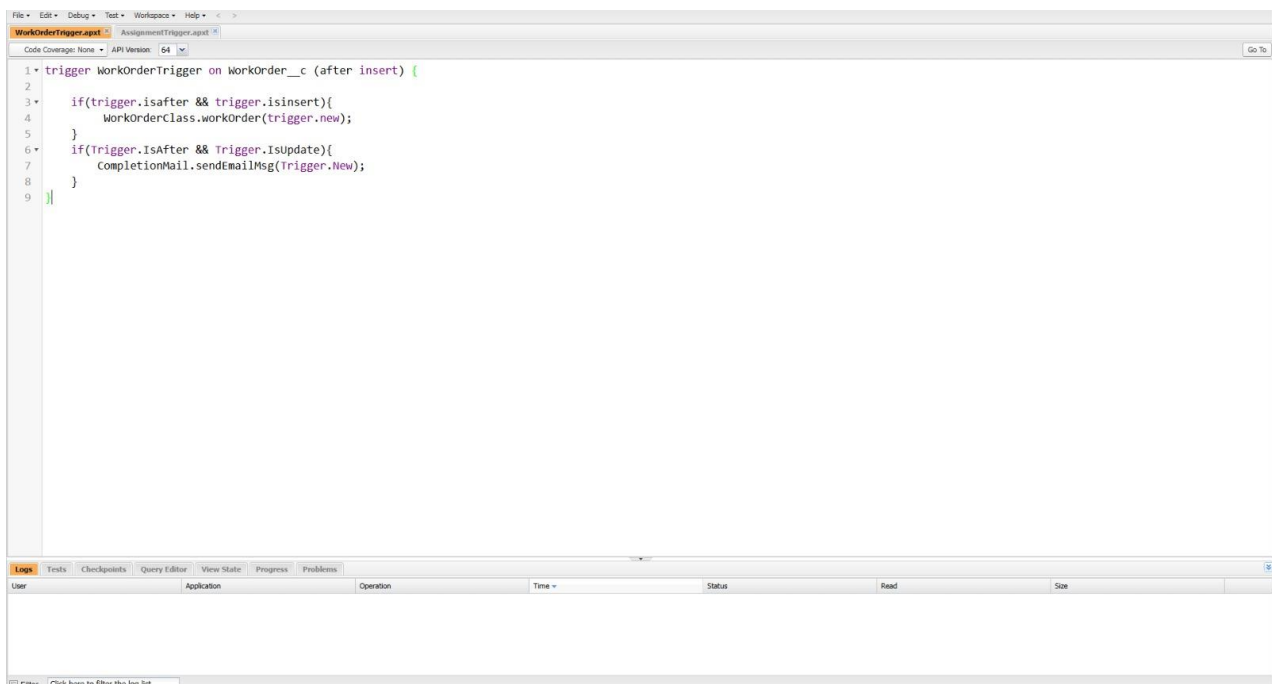 File Edit Debug Test Workspace Help < >
WorkOrderTrigger.apxt AssignmentTrigger.apxt
Code Coverage: None API Version: 64 Go To
1 trigger WorkOrderTrigger on WorkOrder__c (after insert) {
2
3 if(trigger.isafter && trigger.isinsert){
4 WorkOrderClass.workOrder(trigger.new);
5 }
6 if(Trigger.IsAfter && Trigger.IsUpdate){
7 CompletionMail.sendEmailMsg(Trigger.New);
8 }
9 }
Logs Tests Checkpoints Query Editor View State Progress Problems
User Application Operation Time Status Read Size
Filter Click here to filter the log list